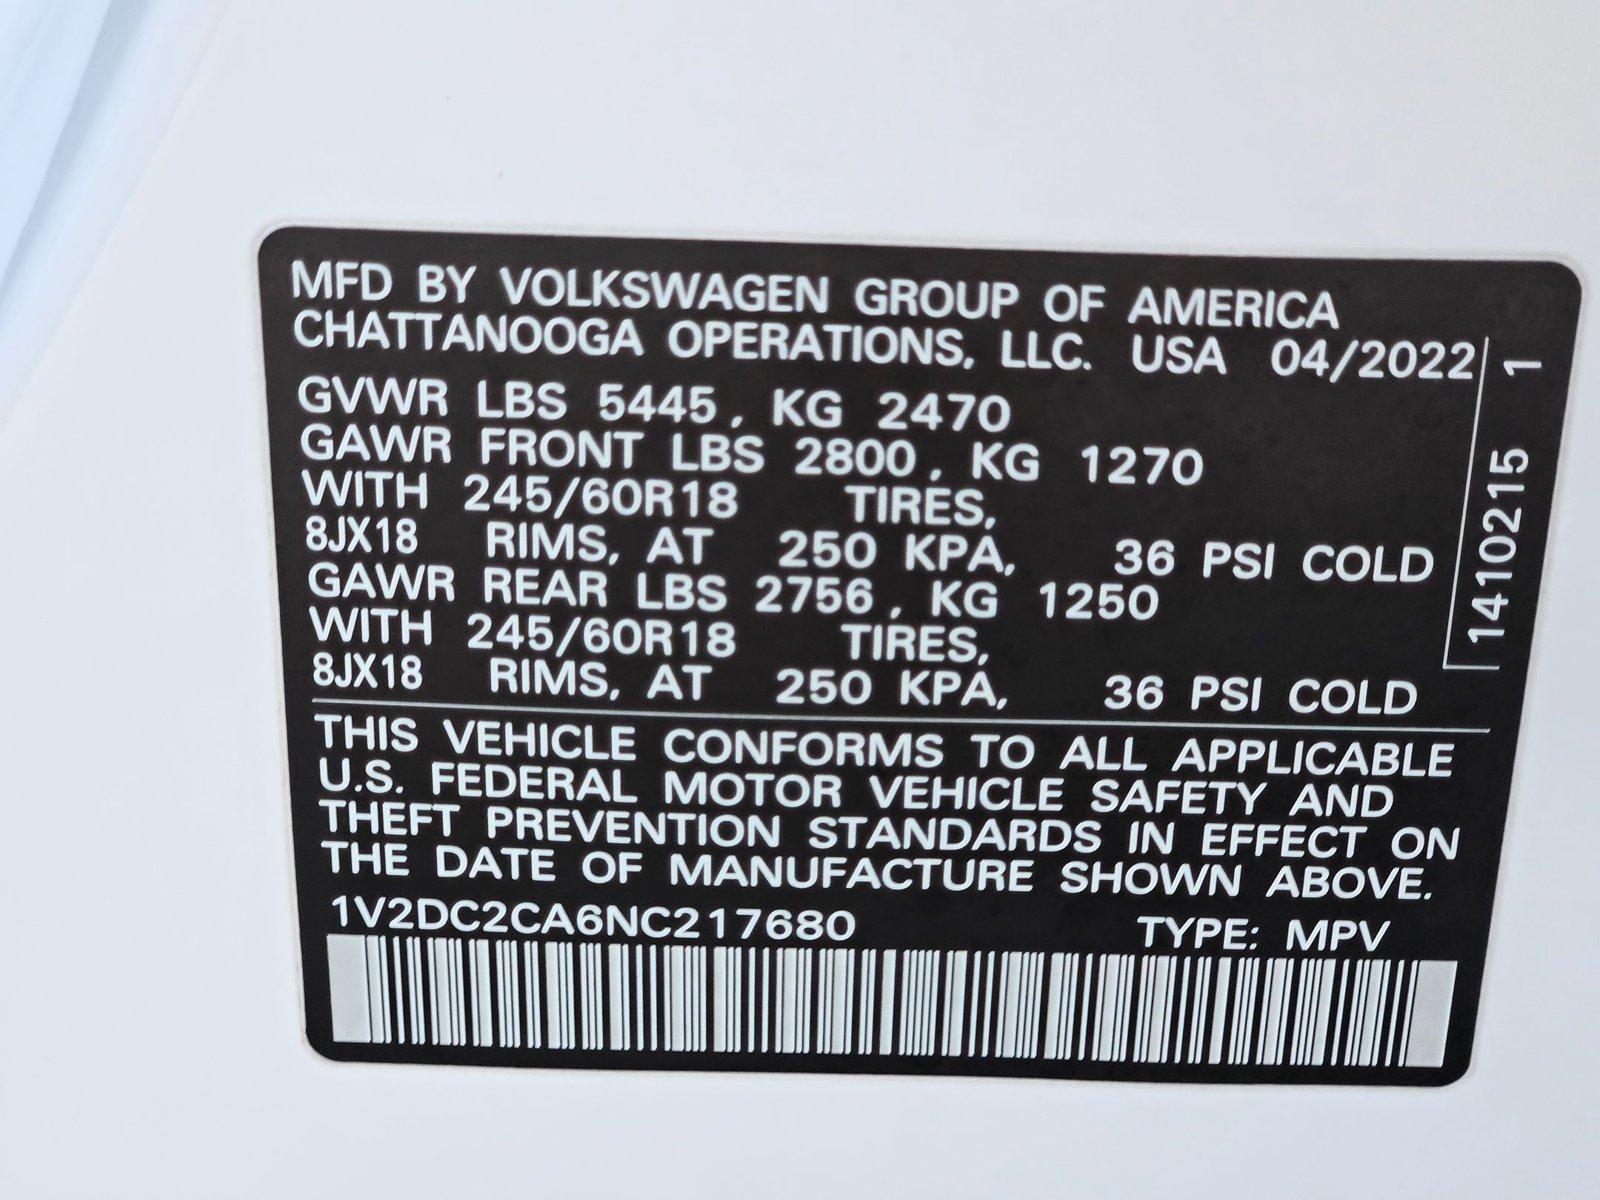 MFD BY VOLKSWAGEN GROUP OF AMERICA
CHATTANOOGA OPERATIONS, LLC. USA 04/2022
GVWR LBS 5445, KG 2470
GAWR FRONT LBS 2800, KG 1270
WITH 245/60R18 TIRES,
8JX18 RIMS, AT 250 KPA, 36 PSI COLD
GAWR REAR LBS 2756, KG 1250
WITH 245/60R18 TIRES,
8JX18 RIMS, AT 250 KPA, 36 PSI COLD
1410215 1
THIS VEHICLE CONFORMS TO ALL APPLICABLE
U.S. FEDERAL MOTOR VEHICLE SAFETY AND
THEFT PREVENTION STANDARDS IN EFFECT ON
THE DATE OF MANUFACTURE SHOWN ABOVE.
1V2DC2CA6NC217680 TYPE: MPV